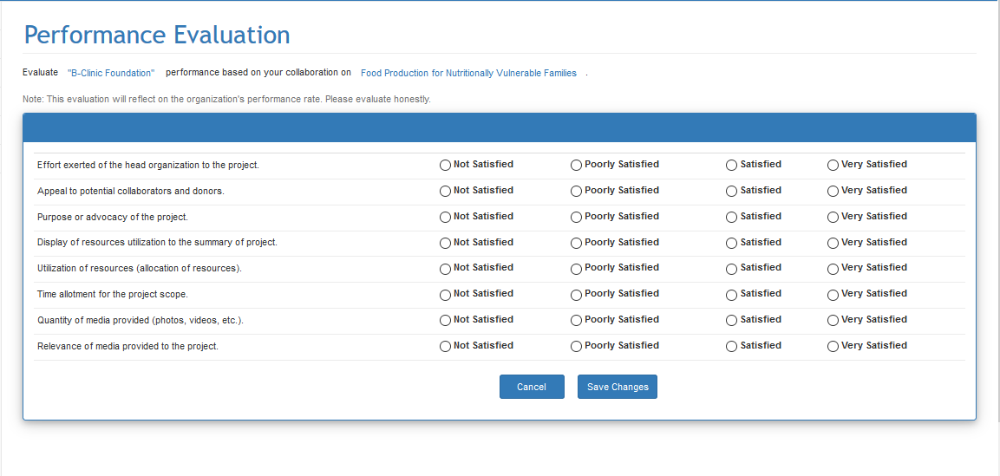 Performance Evaluation
Evaluate "B-Clinic Foundation" performance based on your collaboration on Food Production for Nutritionally Vulnerable Families .
Note: This evaluation will reflect on the organization's performance rate. Please evaluate honestly.
Effort exerted of the head organization to the project. Not Satisfied Poorly Satisfied Satisfied Very Satisfied
Appeal to potential collaborators and donors. Not Satisfied Poorly Satisfied Satisfied Very Satisfied
Purpose or advocacy of the project. Not Satisfied Poorly Satisfied Satisfied Very Satisfied
Display of resources utilization to the summary of project. Not Satisfied Poorly Satisfied Satisfied Very Satisfied
Utilization of resources (allocation of resources). Not Satisfied Poorly Satisfied Satisfied Very Satisfied
Time allotment for the project scope. Not Satisfied Poorly Satisfied Satisfied Very Satisfied
Quantity of media provided (photos, videos, etc.). Not Satisfied Poorly Satisfied Satisfied Very Satisfied
Relevance of media provided to the project. Not Satisfied Poorly Satisfied Satisfied Very Satisfied
Cancel Save Changes